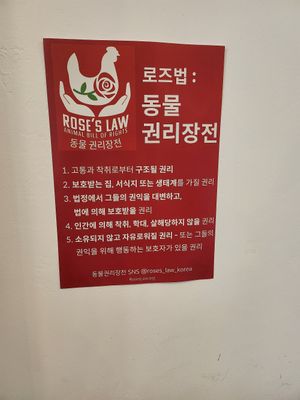 ROSE'S LAW
ANIMAL BILL OF RIGHTS
동물 권리장전
로즈법 :
동물
권리장전
1. 고통과 착취로부터 구조될 권리
2. 보호받는 집, 서식지 또는 생태계를 가질 권리
3. 법정에서 그들의 권익을 대변하고,
법에 의해 보호받을 권리
4. 인간에 의해 착취, 학대, 살해당하지 않을 권리
5. 소유되지 않고 자유로워질 권리 - 또는 그들의
권익을 위해 행동하는 보호자가 있을 권리
동물권리장전 SNS @roses_law_korea